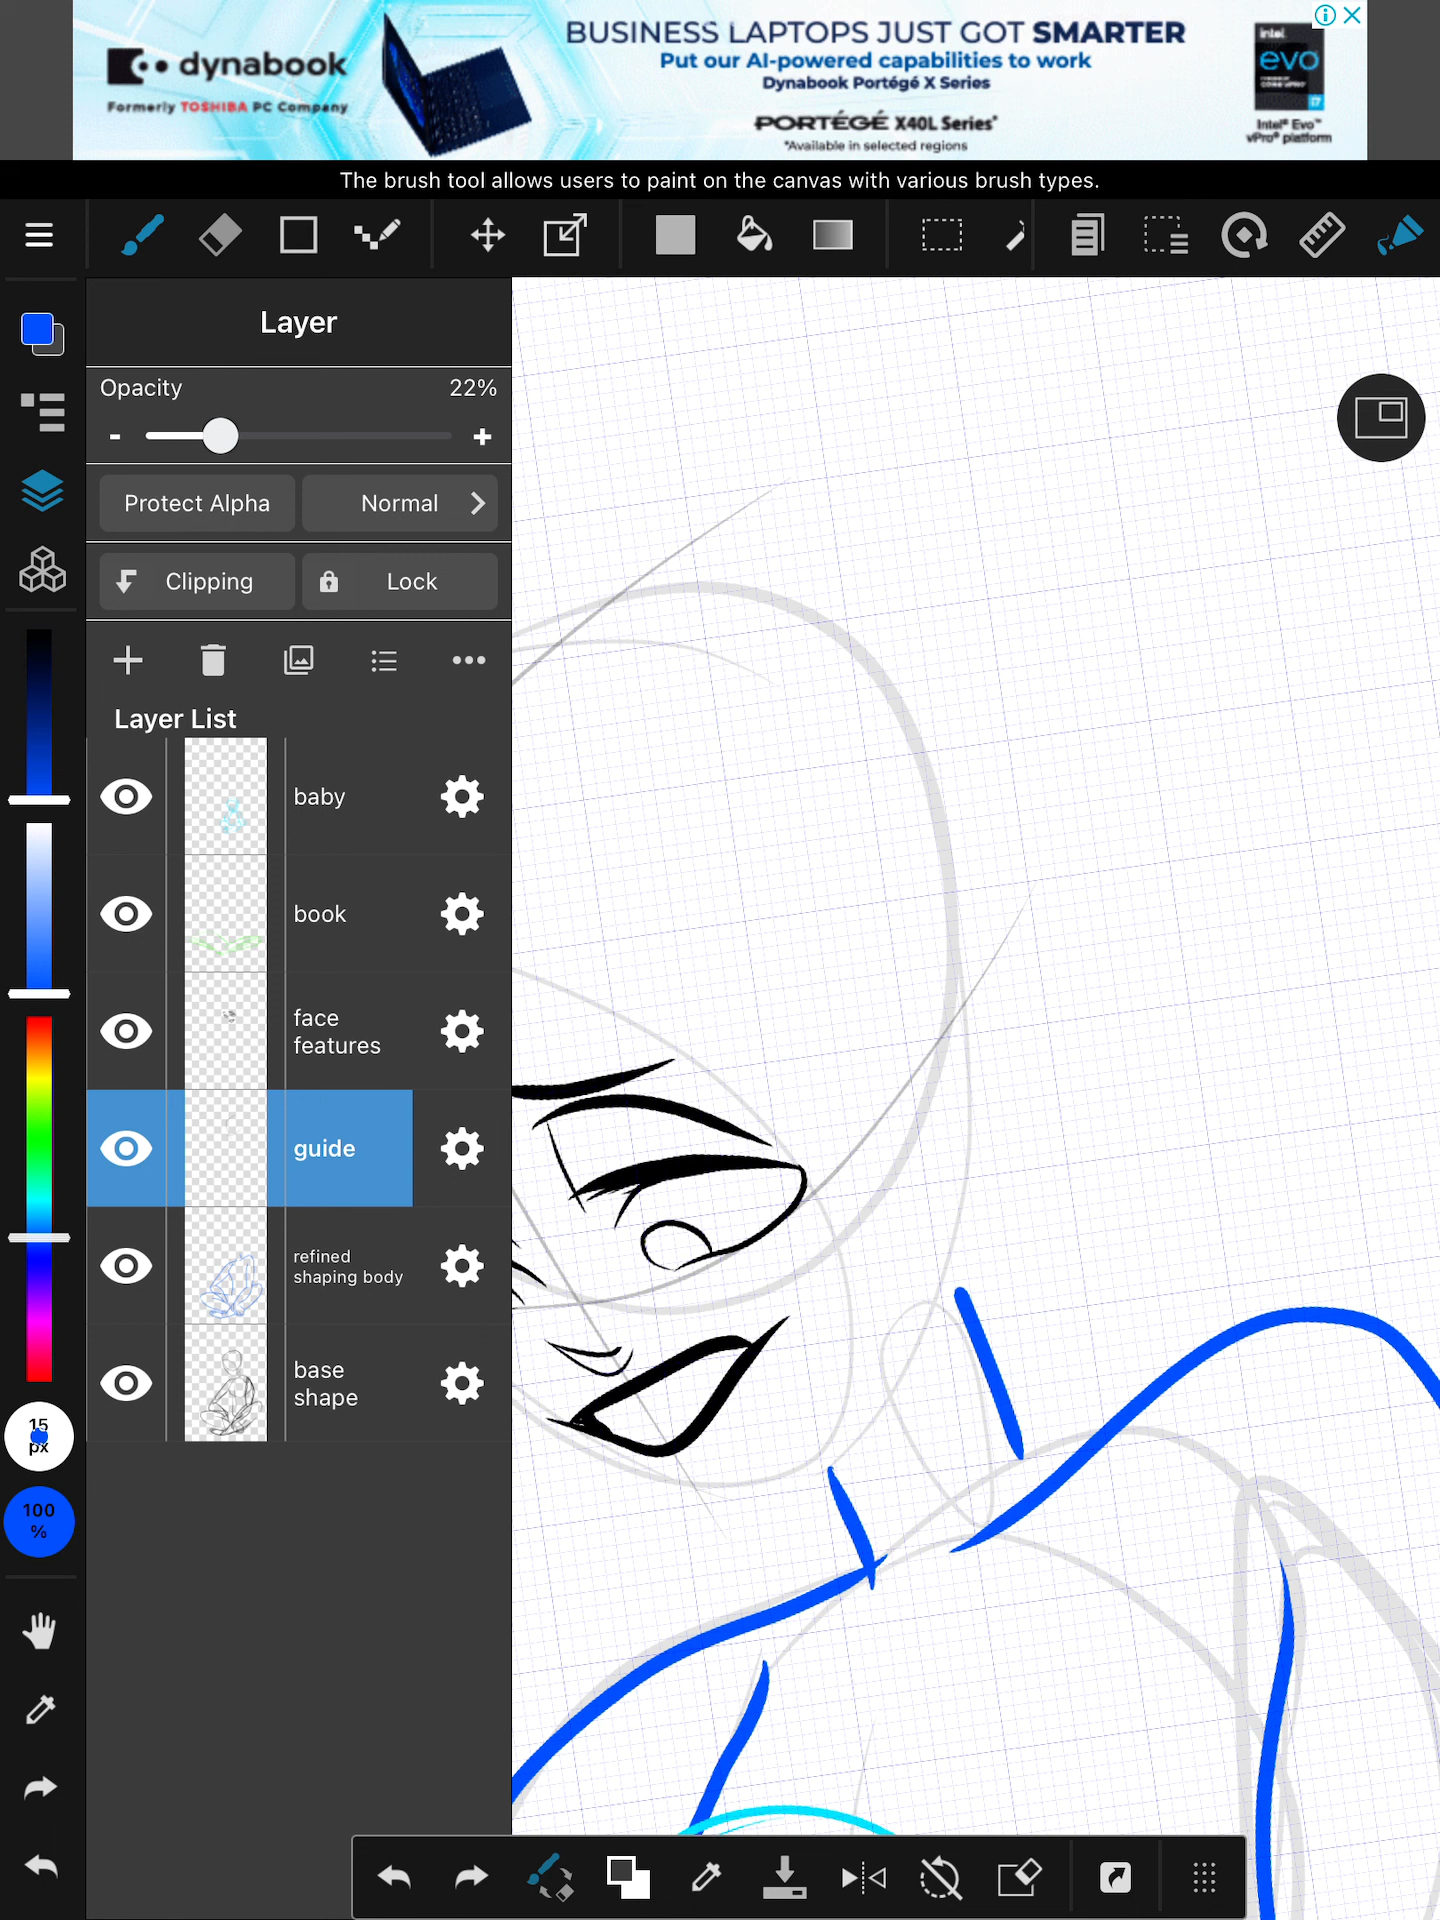 dynabook
Formerly TOSHIBA PC Company
BUSINESS LAPTOPS JUST GOT SMARTER
Put our AI-powered capabilities to work
Dynabook Portégé X Series
PORTÉGÉ X40L Series*
*Available in selected regions
intel
evo
i7
Intel® Evo™
vPro® platform
The brush tool allows users to paint on the canvas with various brush types.
Layer
Opacity 22%
- +
Protect Alpha Normal
Clipping Lock
Layer List
baby
book
face
features
guide
refined
shaping body
base
shape
15
px
100
%